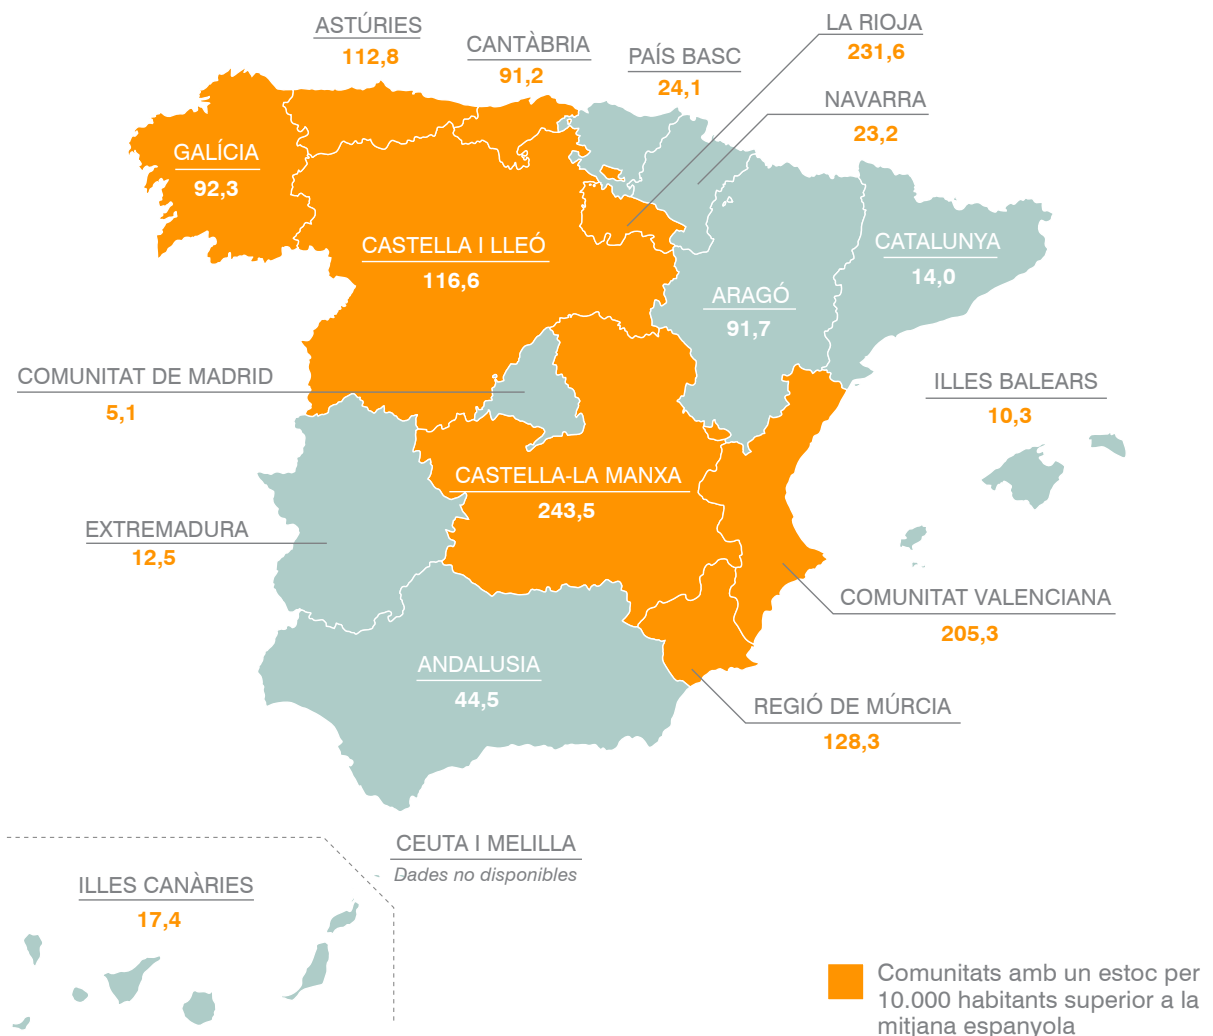 ASTÚRIES
112,8
CANTÀBRIA
91,2
PAÍS BASC
24,1
LA RIOJA
231,6
NAVARRA
23,2
GALÍCIA
92,3
CASTELLA I LLEÓ
116,6
CATALUNYA
14,0
ARAGÓ
91,7
COMUNITAT DE MADRID
5,1
ILLES BALEARS
10,3
CASTELLA-LA MANXA
243,5
EXTREMADURA
12,5
COMUNITAT VALENCIANA
205,3
ANDALUSIA
44,5
REGIÓ DE MÚRCIA
128,3
CEUTA I MELILLA
Dades no disponibles
ILLES CANÀRIES
17,4
Comunitats amb un estoc per
10.000 habitants superior a la
mitjana espanyola